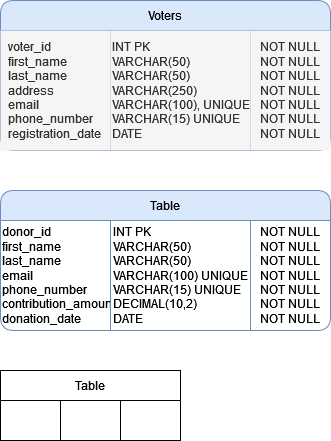 Voters
voter_id INT PK NOT NULL
first_name VARCHAR(50) NOT NULL
last_name VARCHAR(50) NOT NULL
address VARCHAR(250) NOT NULL
email VARCHAR(100), UNIQUE NOT NULL
phone_number VARCHAR(15) UNIQUE NOT NULL
registration_date DATE NOT NULL
Table
donor_id INT PK NOT NULL
first_name VARCHAR(50) NOT NULL
last_name VARCHAR(50) NOT NULL
email VARCHAR(100) UNIQUE NOT NULL
phone_number VARCHAR(15) UNIQUE NOT NULL
contribution_amoun DECIMAL(10,2) NOT NULL
donation_date DATE NOT NULL
Table